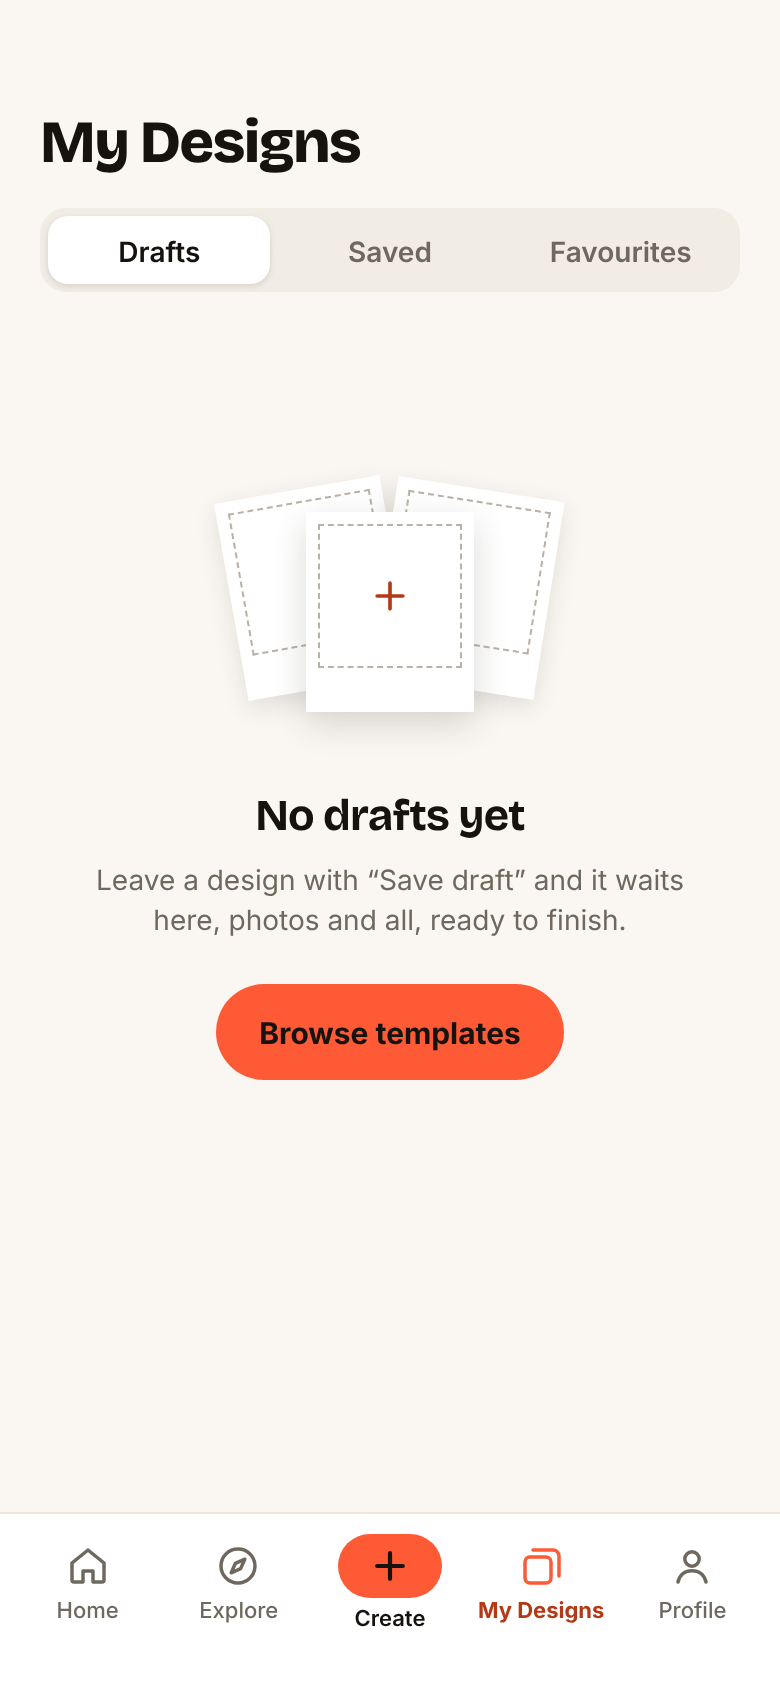 My Designs
Drafts
Saved
Favourites
No drafts yet
Leave a design with “Save draft” and it waits
here, photos and all, ready to finish.
Browse templates
Home
Explore
Create
My Designs
Profile